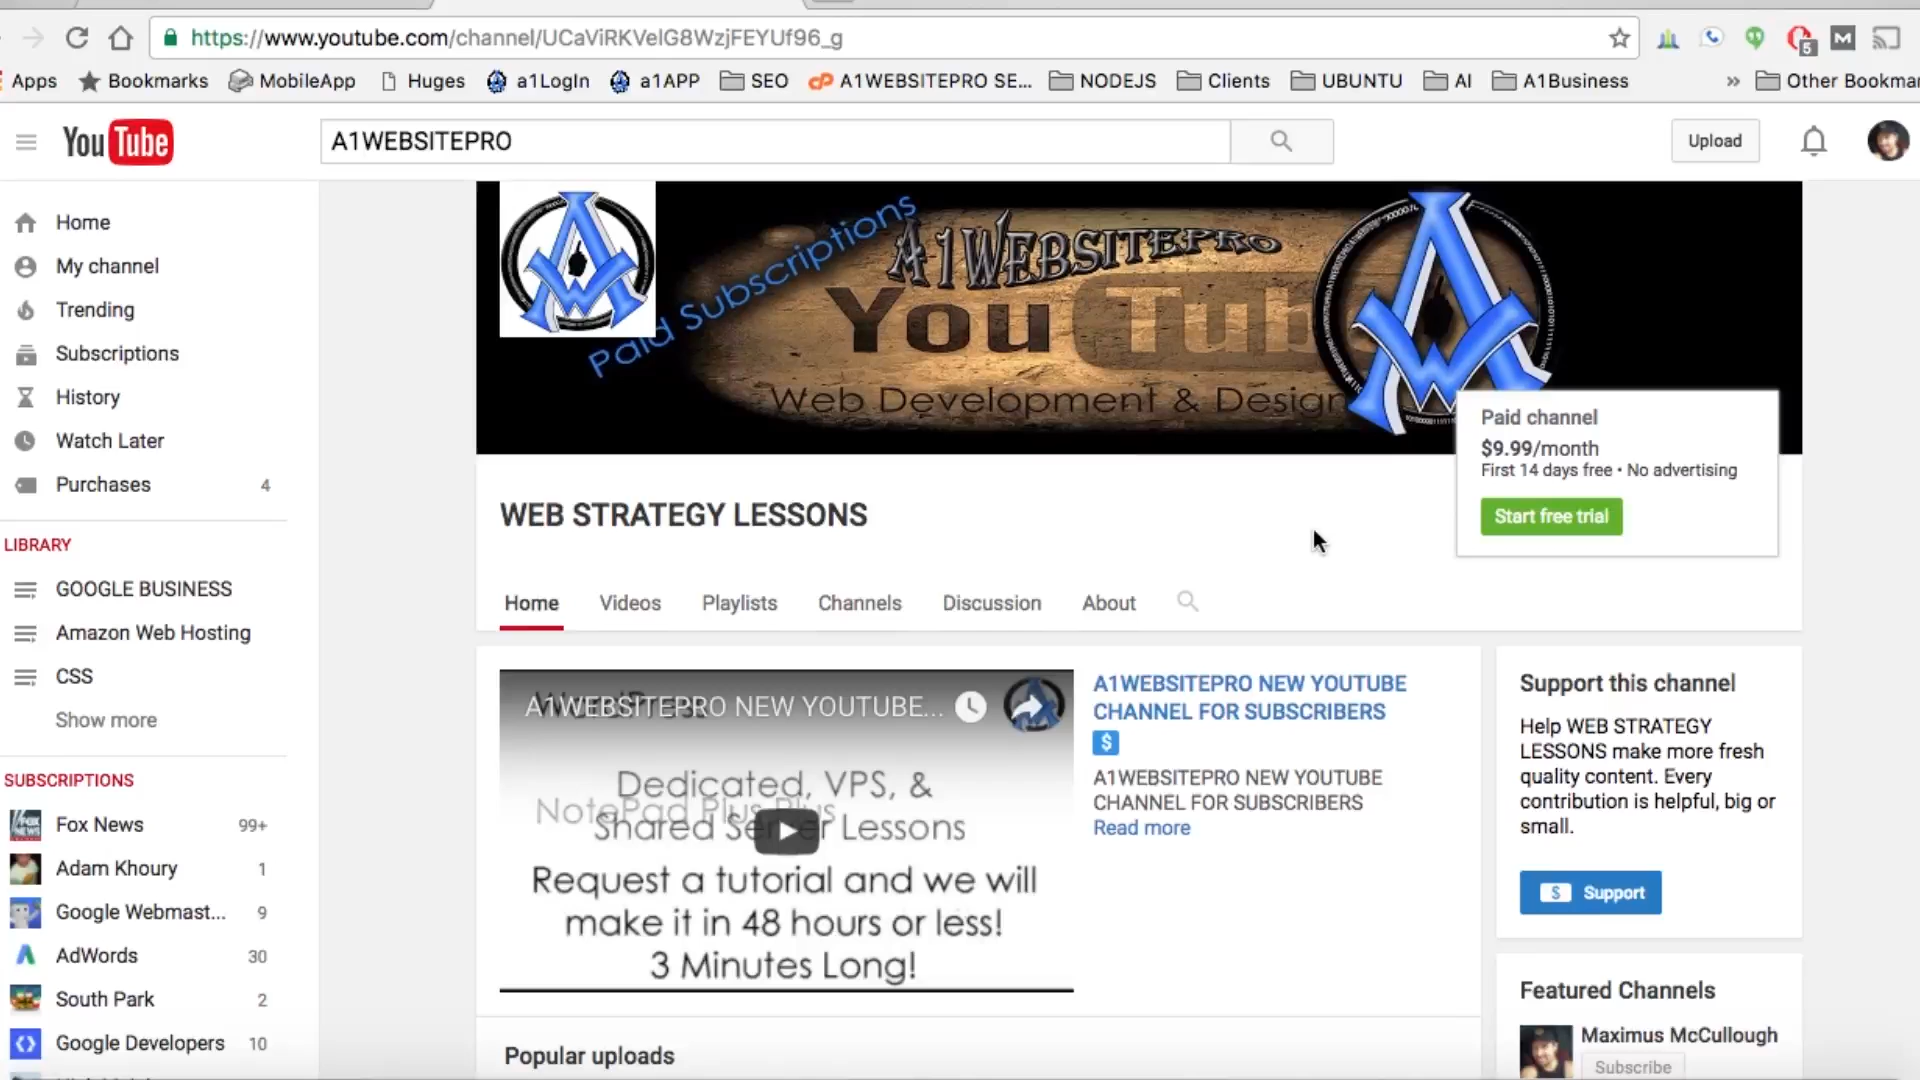 https://www.youtube.com/channel/UCaViRKVelG8WzjFEYUf96_g
5
M
Apps
Bookmarks
MobileApp
Huges
a1LogIn
a1APP
SEO
A1WEBSITEPRO SE...
NODEJS
Clients
UBUNTU
AI
A1Business
»
Other Bookmar
YouTube
A1WEBSITEPRO
Upload
Home
My channel
Trending
Subscriptions
History
Watch Later
Purchases 4
LIBRARY
GOOGLE BUSINESS
Amazon Web Hosting
CSS
Show more
SUBSCRIPTIONS
Fox News 99+
Adam Khoury 1
Google Webmast... 9
AdWords 30
South Park 2
Google Developers 10
Paid Subscriptions
A1WEBSITEPRO
YouTub
Web Development & Design
Paid channel
$9.99/month
First 14 days free • No advertising
Start free trial
WEB STRATEGY LESSONS
Home
Videos
Playlists
Channels
Discussion
About
A1WEBSITEPRO NEW YOUTUBE...
Dedicated, VPS, &
NotePad Plus Plus
Shared Server Lessons
Request a tutorial and we will
make it in 48 hours or less!
3 Minutes Long!
A1WEBSITEPRO NEW YOUTUBE
CHANNEL FOR SUBSCRIBERS
$
A1WEBSITEPRO NEW YOUTUBE
CHANNEL FOR SUBSCRIBERS
Read more
Popular uploads
Support this channel
Help WEB STRATEGY
LESSONS make more fresh
quality content. Every
contribution is helpful, big or
small.
$ Support
Featured Channels
Maximus McCullough
Subscribe